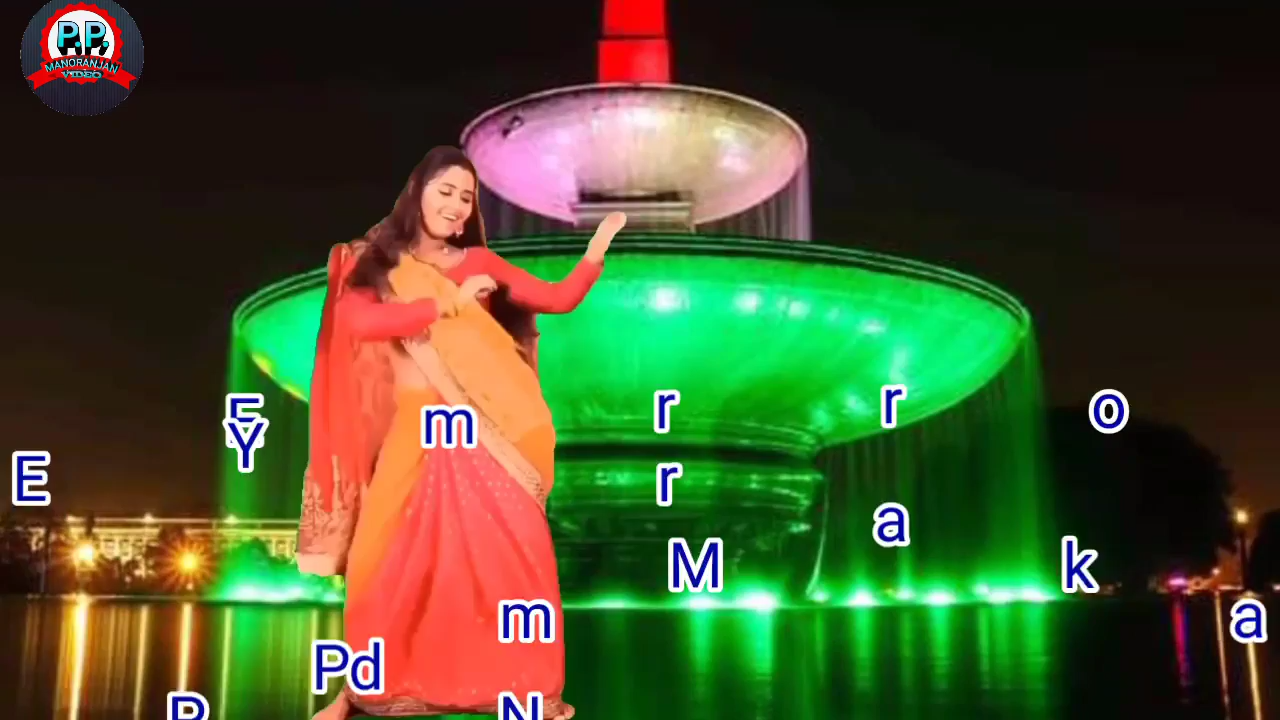 P.P.
MANORANJAN
VIDEO
E m r r o
Y
E r
a
M k
m a
Pd
P N